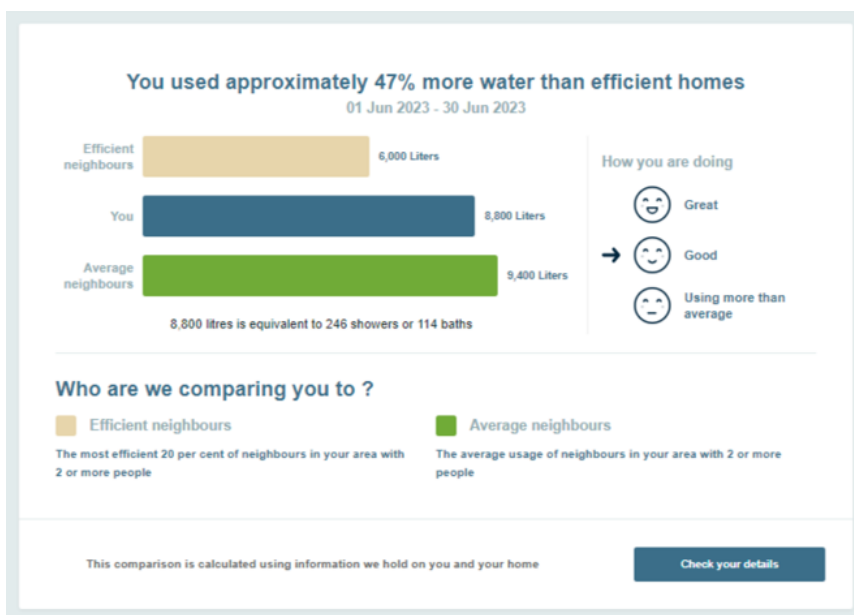 You used approximately 47% more water than efficient homes
01 Jun 2023 - 30 Jun 2023
Efficient
neighbours
6,000 Liters
You
8,800 Liters
Average
neighbours
9,400 Liters
8,800 litres is equivalent to 246 showers or 114 baths
How you are doing
Great
Good
Using more than
average
Who are we comparing you to ?
Efficient neighbours
The most efficient 20 per cent of neighbours in your area with
2 or more people
Average neighbours
The average usage of neighbours in your area with 2 or more
people
This comparison is calculated using information we hold on you and your home
Check your details